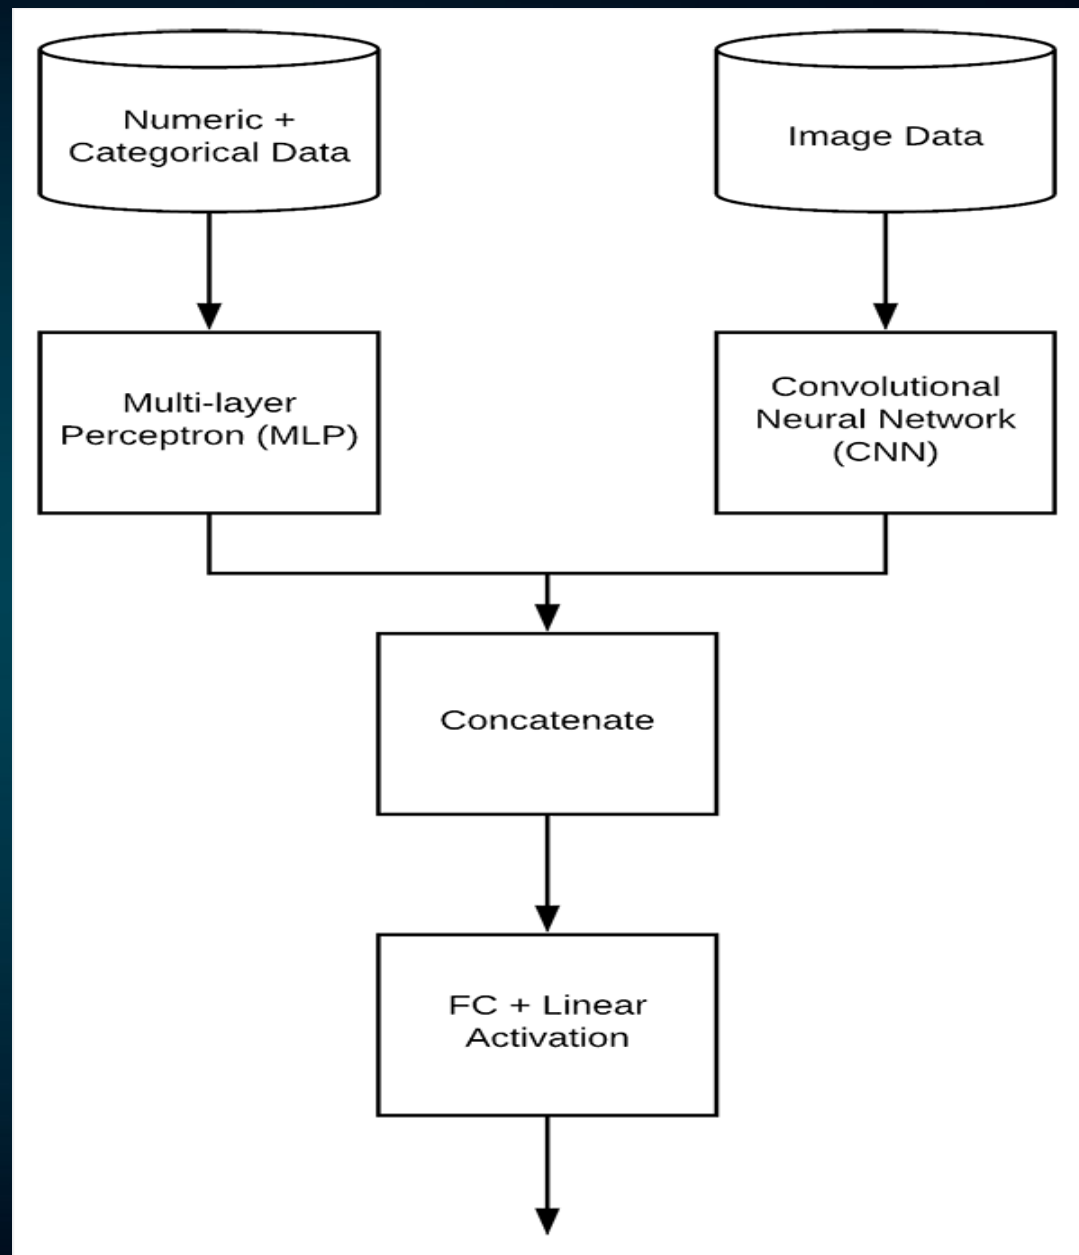 Numeric +
Categorical Data
Image Data
Multi-layer
Perceptron (MLP)
Convolutional
Neural Network
(CNN)
Concatenate
FC + Linear
Activation